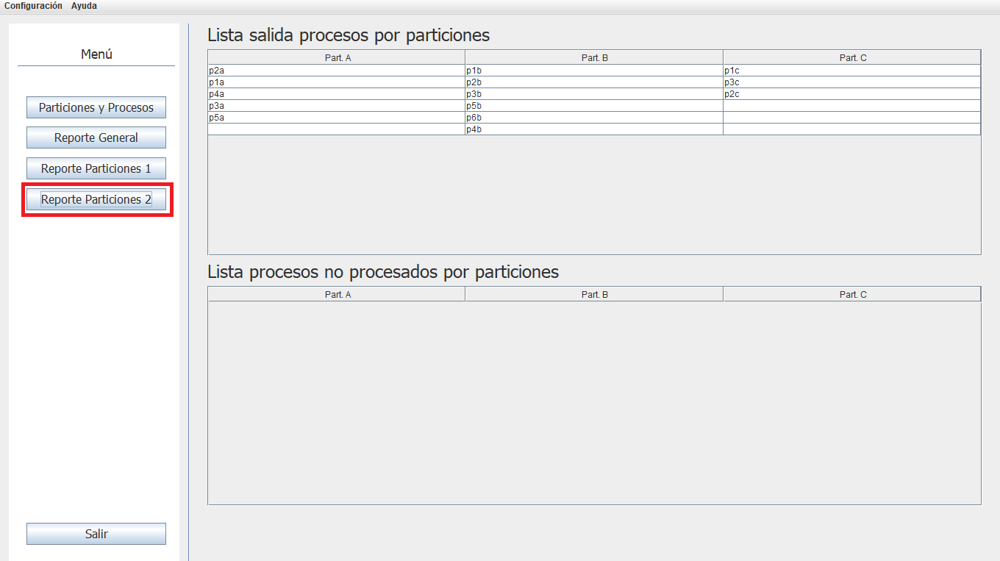 Configuración Ayuda
Menú
Particiones y Procesos
Reporte General
Reporte Particiones 1
Reporte Particiones 2
Salir
Lista salida procesos por particiones
Part. A Part. B Part. C
p2a p1b p1c
p1a p2b p3c
p4a p3b p2c
p3a p5b
p5a p6b
p4b
Lista procesos no procesados por particiones
Part. A Part. B Part. C